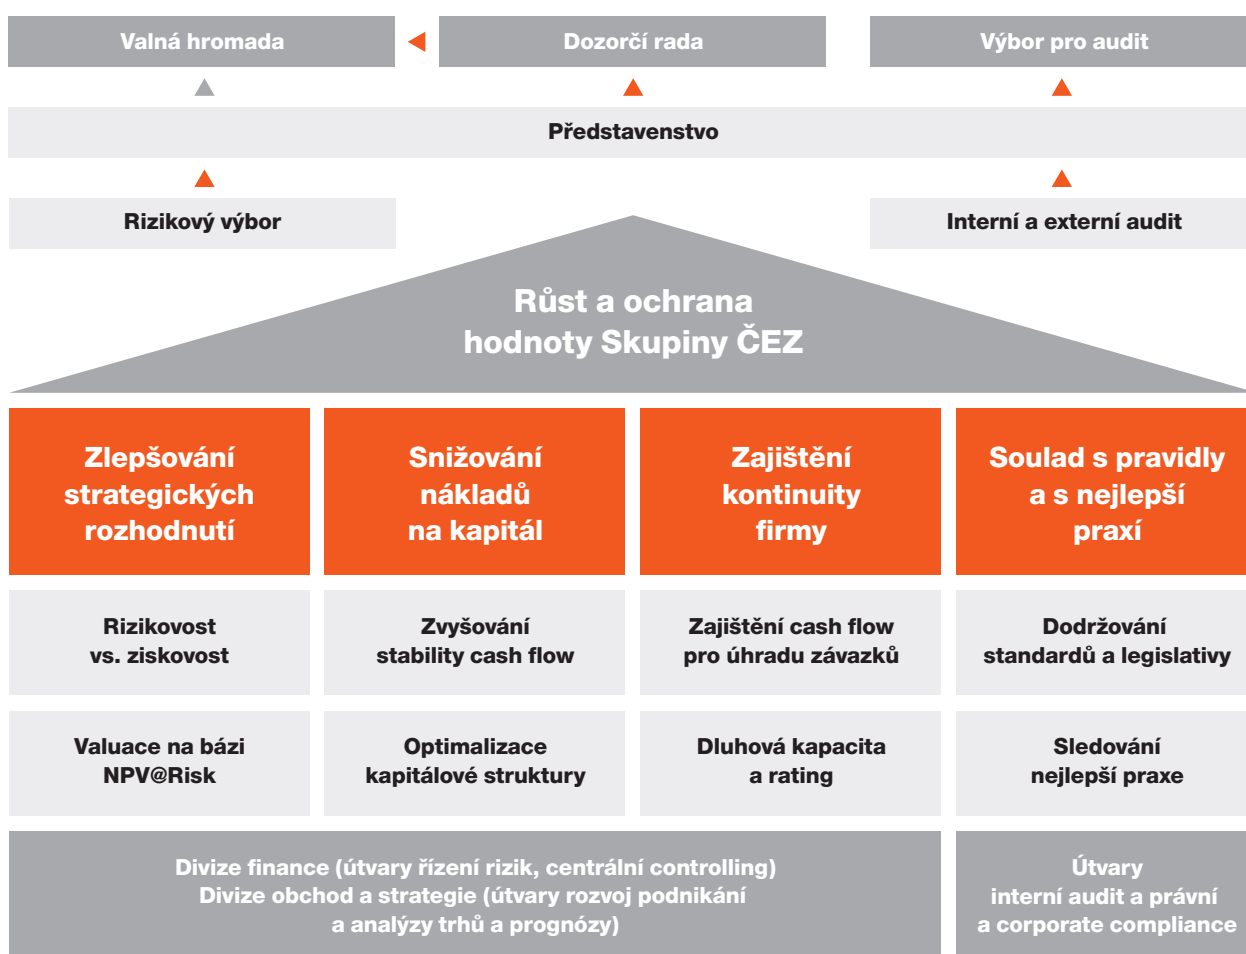 Valná hromada
Dozorčí rada
Výbor pro audit
Představenstvo
Rizikový výbor
Interní a externí audit
Růst a ochrana
hodnoty Skupiny ČEZ
Zlepšování
strategických
rozhodnutí
Snižování
nákladů
na kapitál
Zajištění
kontinuity
firmy
Soulad s pravidly
a s nejlepší
praxí
Rizikovost
vs. ziskovost
Zvyšování
stability cash flow
Zajištění cash flow
pro úhradu závazků
Dodržování
standardů a legislativy
Valuace na bázi
NPV@Risk
Optimalizace
kapitálové struktury
Dluhová kapacita
a rating
Sledování
nejlepší praxe
Divize finance (útvary řízení rizik, centrální controlling)
Divize obchod a strategie (útvary rozvoj podnikání
a analýzy trhů a prognózy)
Útvary
interní audit a právní
a corporate compliance